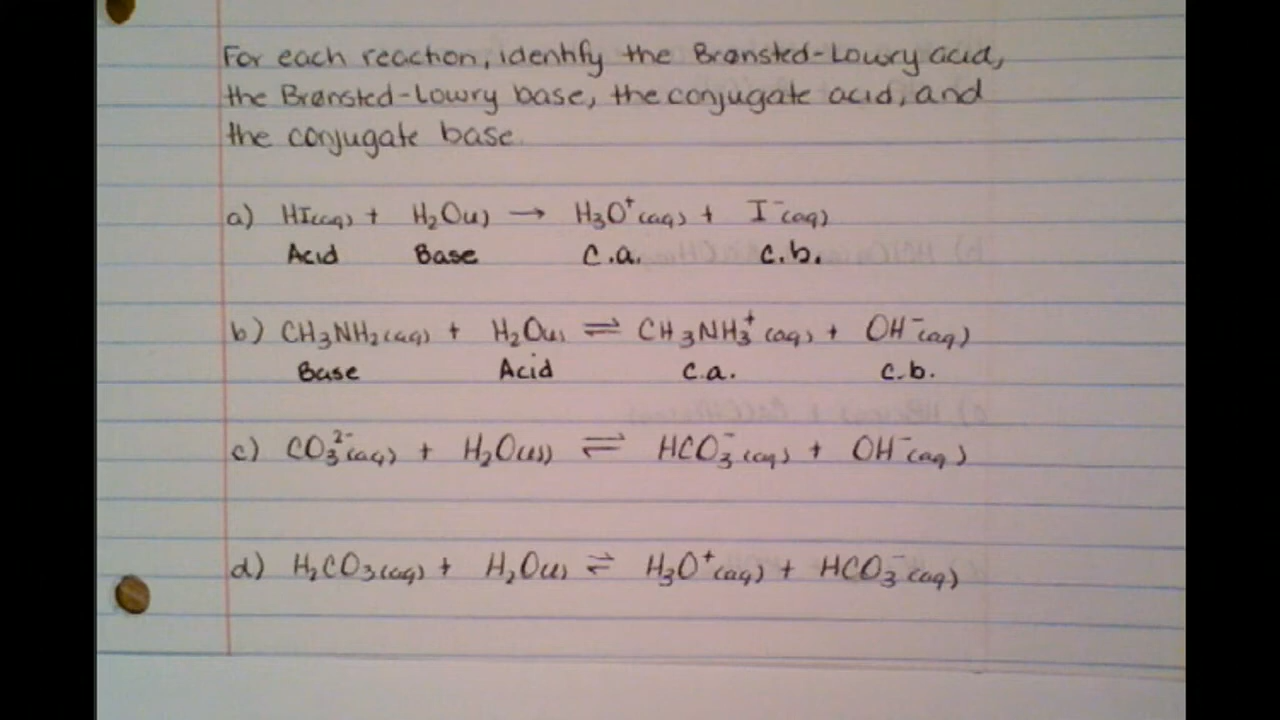 For each reaction, identify the Brønsted-Lowry acid,
the Brønsted-Lowry base, the conjugate acid, and
the conjugate base.
a) HI(aq) + H₂O(l) → H₃O⁺(aq) + I⁻(aq)
Acid Base C.a. C.b.
b) CH₃NH₂(aq) + H₂O(l) ⇌ CH₃NH₃⁺(aq) + OH⁻(aq)
Base Acid C.a. C.b.
c) CO₃²⁻(aq) + H₂O(l) ⇌ HCO₃⁻(aq) + OH⁻(aq)
d) H₂CO₃(aq) + H₂O(l) ⇌ H₃O⁺(aq) + HCO₃⁻(aq)